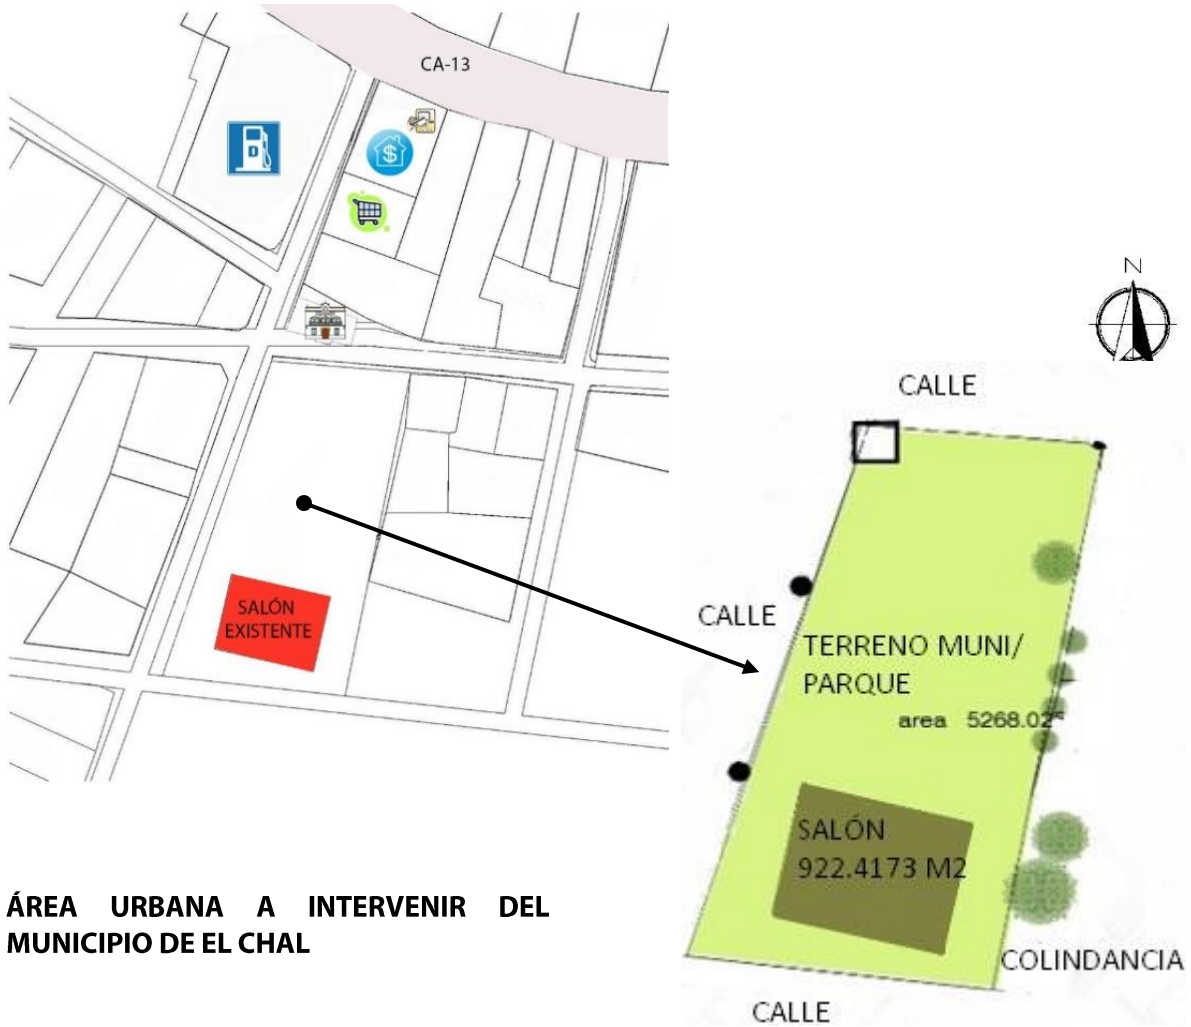 CA-13
D
$
SALÓN
EXISTENTE
N
CALLE
CALLE
TERRENO MUNI/
PARQUE
area 5268.02²
SALÓN
922.4173 M2
COLINDANCIA
CALLE
ÁREA URBANA A INTERVENIR DEL
MUNICIPIO DE EL CHAL